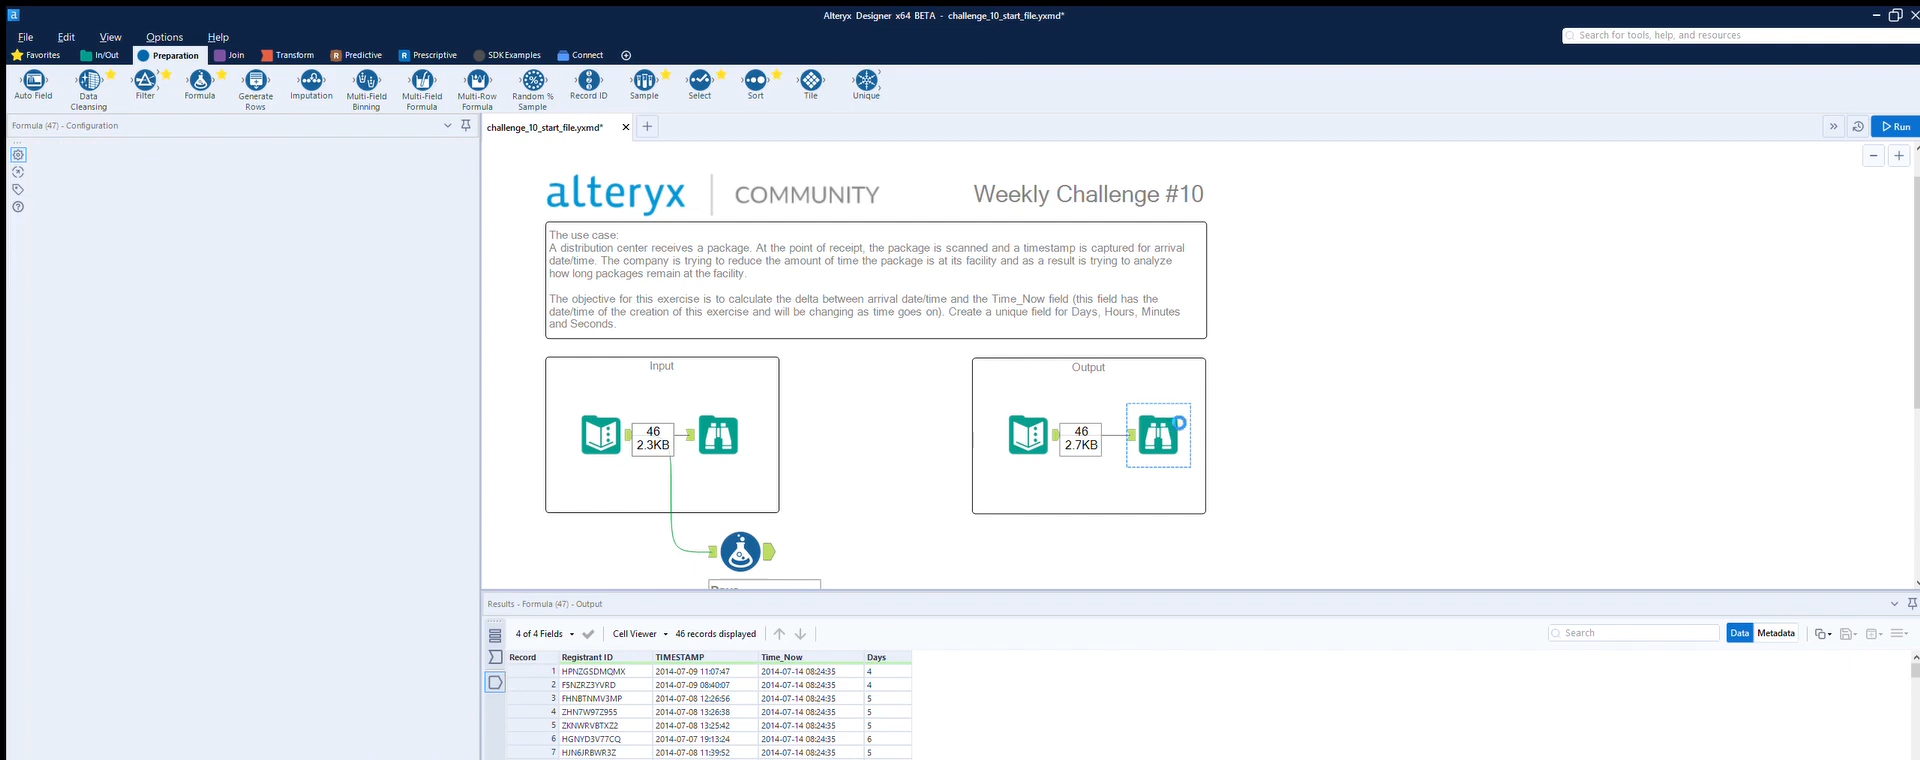 Alteryx Designer x64 BETA - challenge_10_start_file.yxmd*
File Edit View Options Help
Search for tools, help, and resources
Favorites In/Out Preparation Join Transform Predictive Prescriptive SDKExamples Connect
Auto Field Data Cleansing Filter Formula Generate Rows Imputation Multi-Field Binning Multi-Field Formula Multi-Row Formula Random % Sample Record ID Sample Select Sort Tile Unique
Formula (47) - Configuration
challenge_10_start_file.yxmd*
Run
alteryx COMMUNITY Weekly Challenge #10
The use case:
A distribution center receives a package. At the point of receipt, the package is scanned and a timestamp is captured for arrival
date/time. The company is trying to reduce the amount of time the package is at its facility and as a result is trying to analyze
how long packages remain at the facility.
The objective for this exercise is to calculate the delta between arrival date/time and the Time_Now field (this field has the
date/time of the creation of this exercise and will be changing as time goes on). Create a unique field for Days, Hours, Minutes
and Seconds.
Input
46
2.3KB
Output
46
2.7KB
Results - Formula (47) - Output
4 of 4 Fields Cell Viewer 46 records displayed Search Data Metadata
Record Registrant ID TIMESTAMP Time_Now Days
1 HPNZGSDMQMX 2014-07-09 11:07:47 2014-07-14 08:24:35 4
2 F5NZRZ3YVRD 2014-07-09 08:40:07 2014-07-14 08:24:35 4
3 FHNBTNMV3MP 2014-07-08 12:26:56 2014-07-14 08:24:35 5
4 ZHN7W97Z955 2014-07-08 13:26:38 2014-07-14 08:24:35 5
5 ZKNWRVBTXZ2 2014-07-08 13:25:42 2014-07-14 08:24:35 5
6 HGNYD3V77CQ 2014-07-07 19:13:24 2014-07-14 08:24:35 6
7 HJN6JRBWR3Z 2014-07-08 11:39:52 2014-07-14 08:24:35 5